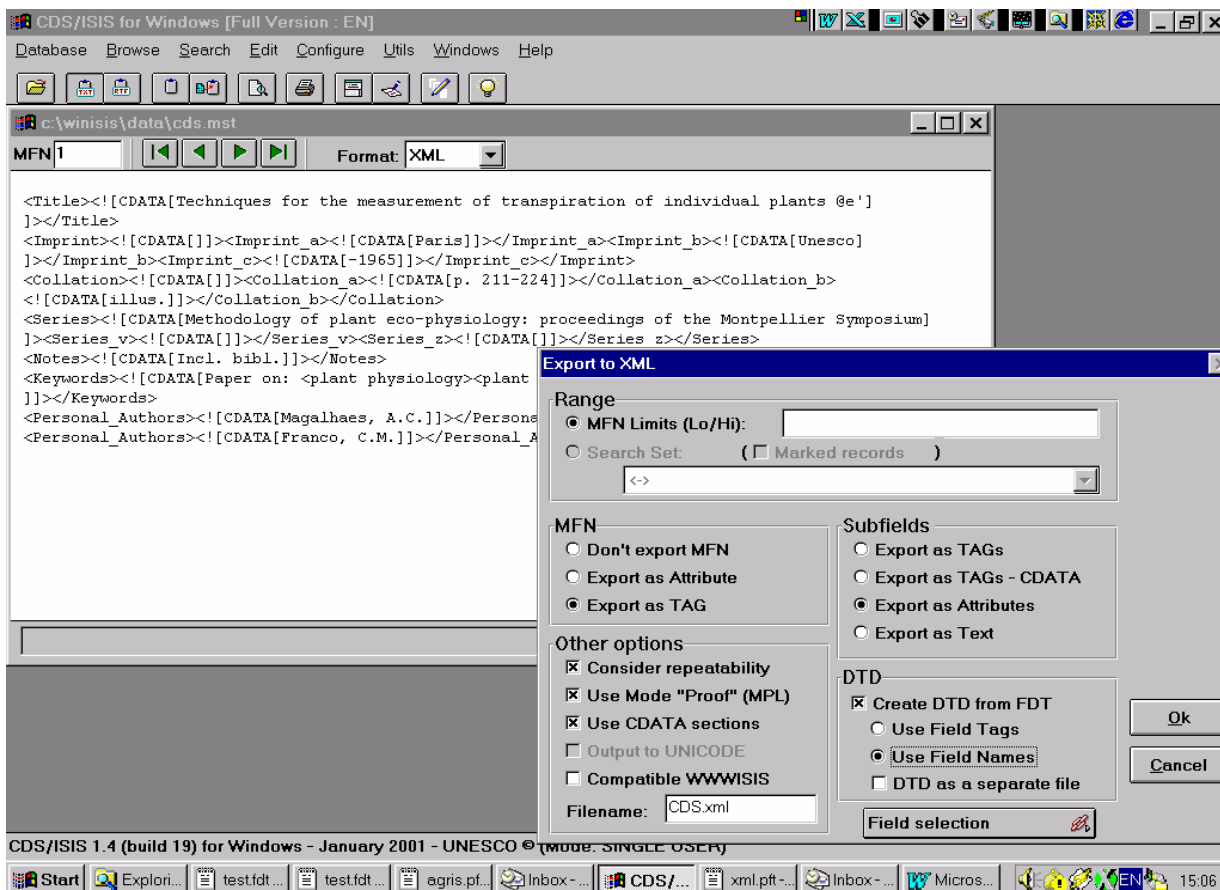 CDS/ISIS for Windows [Full Version : EN]
Database Browse Search Edit Configure Utils Windows Help
c:\winisis\data\cds.mst
MFN 1 Format: XML
<Title><![CDATA[Techniques for the measurement of transpiration of individual plants @e']
]></Title>
<Imprint><![CDATA[]]><Imprint_a><![CDATA[Paris]]></Imprint_a><Imprint_b><![CDATA[Unesco]
]></Imprint_b><Imprint_c><![CDATA[-1965]]></Imprint_c></Imprint>
<Collation><![CDATA[]]><Collation_a><![CDATA[p. 211-224]]></Collation_a><Collation_b>
<![CDATA[illus.]]></Collation_b></Collation>
<Series><![CDATA[Methodology of plant eco-physiology: proceedings of the Montpellier Symposium]
]><Series_v><![CDATA[]]></Series_v><Series_z><![CDATA[]]></Series_z></Series>
<Notes><![CDATA[Incl. bibl.]]></Notes>
<Keywords><![CDATA[Paper on: <plant physiology><plant
]]></Keywords>
<Personal_Authors><![CDATA[Magalhaes, A.C.]]></Persona
<Personal_Authors><![CDATA[Franco, C.M.]]></Personal_A
Export to XML
Range
MFN Limits (Lo/Hi):
Search Set: ( Marked records )
<->
MFN
Don't export MFN
Export as Attribute
Export as TAG
Subfields
Export as TAGs
Export as TAGs - CDATA
Export as Attributes
Export as Text
Other options
Consider repeatability
Use Mode "Proof" (MPL)
Use CDATA sections
Output to UNICODE
Compatible WWWISIS
Filename: CDS.xml
DTD
Create DTD from FDT
Use Field Tags
Use Field Names
DTD as a separate file
Field selection
Ok
Cancel
CDS/ISIS 1.4 (build 19) for Windows - January 2001 - UNESCO © (Mode: SINGLE USER)
Start Explori... test.fdt ... test.fdt ... agris.pf... Inbox - ... CDS/... xml.pft -... Inbox - ... Micros... EN 15:06